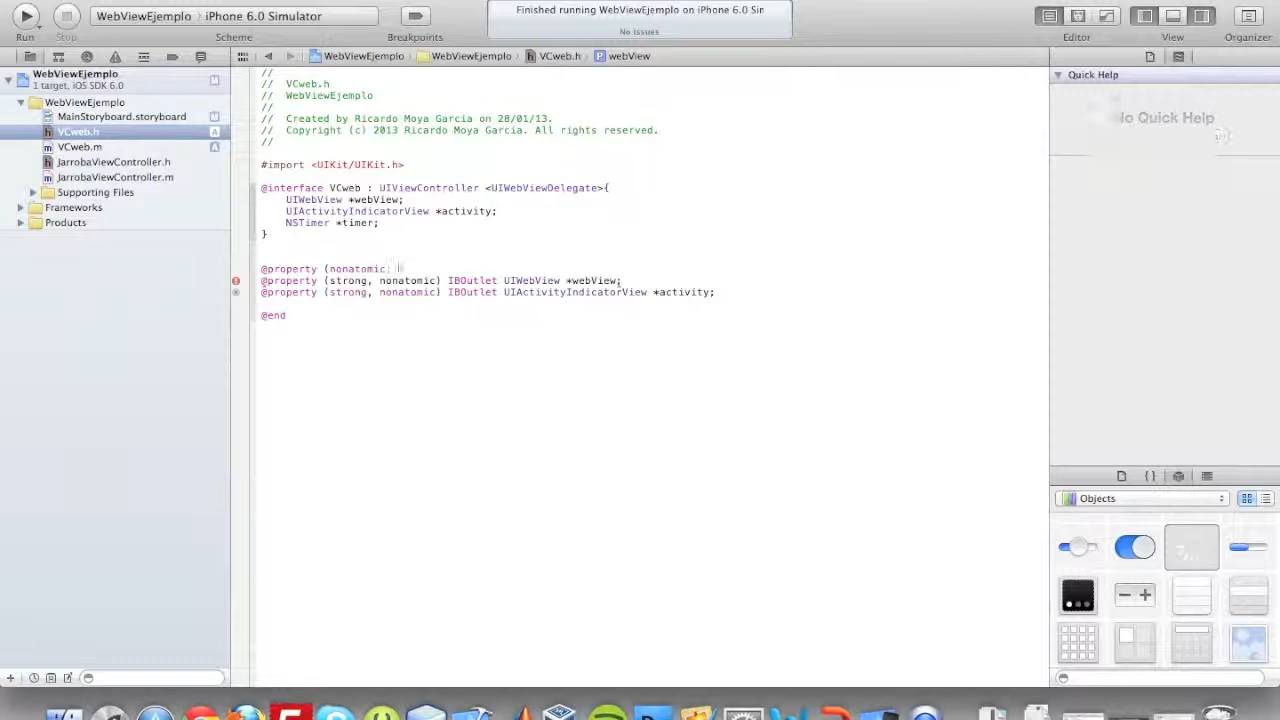 WebViewEjemplo > iPhone 6.0 Simulator
Finished running WebViewEjemplo on iPhone 6.0 Sim
No Issues
Run
Stop
Scheme
Breakpoints
Editor
View
Organizer
WebViewEjemplo
VCweb.h
webView
WebViewEjemplo
1 target, iOS SDK 6.0
M
WebViewEjemplo
MainStoryboard.storyboard
M
VCweb.h
A
VCweb.m
A
JarrobaViewController.h
JarrobaViewController.m
Supporting Files
Frameworks
Products
//
// VCweb.h
// WebViewEjemplo
//
// Created by Ricardo Moya Garcia on 28/01/13.
// Copyright (c) 2013 Ricardo Moya Garcia. All rights reserved.
//
#import <UIKit/UIKit.h>
@interface VCweb : UIViewController <UIWebViewDelegate>{
UIWebView *webView;
UIActivityIndicatorView *activity;
NSTimer *timer;
}
@property (nonatomic)
@property (strong, nonatomic) IBOutlet UIWebView *webView;
@property (strong, nonatomic) IBOutlet UIActivityIndicatorView *activity;
@end
Quick Help
No Quick Help
{ }
Objects